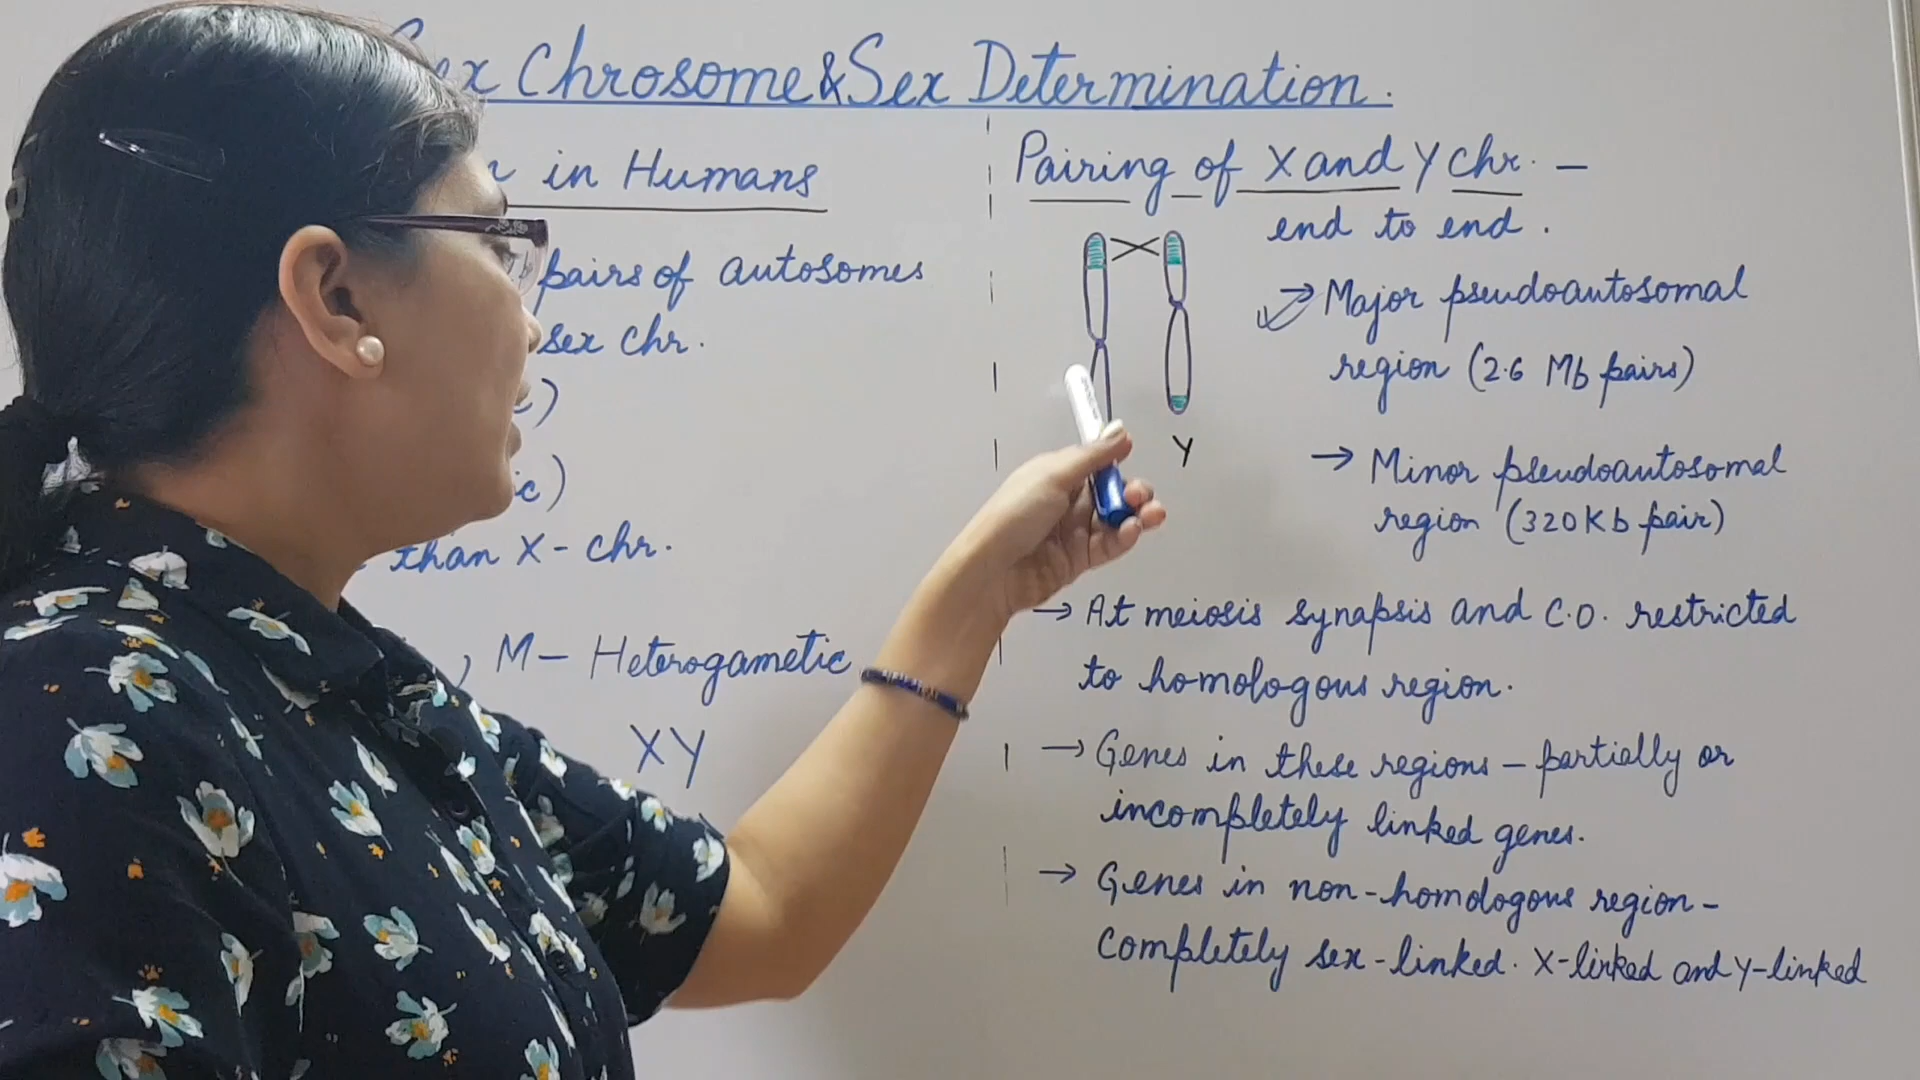 Chrosome & Sex Determination.
in Humans
pairs of autosomes
sex chr.
than X-chr.
, M- Heterogametic
XY
Pairing of X and Y chr. -
end to end.
→ Major pseudoautosomal
region (2.6 Mb pairs)
Y
→ Minor pseudoautosomal
region (320Kb pair)
→ At meiosis synapsis and C.O. restricted
to homologous region.
→ Genes in these regions - partially or
incompletely linked genes.
→ Genes in non-homologous region-
completely sex-linked. X-linked and Y-linked